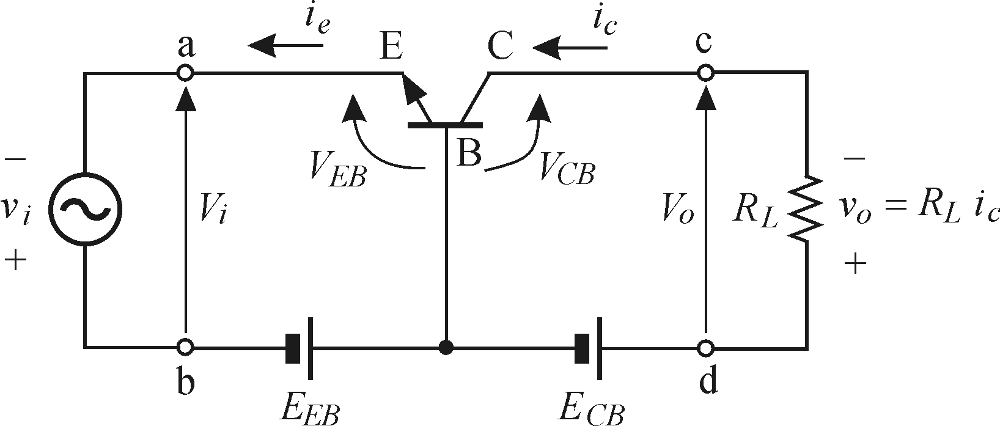 i_e
i_c
a
E
C
c
B
V_EB
V_CB
−
v_i
+
V_i
V_o
R_L
−
v_o = R_L i_c
+
b
d
E_EB
E_CB